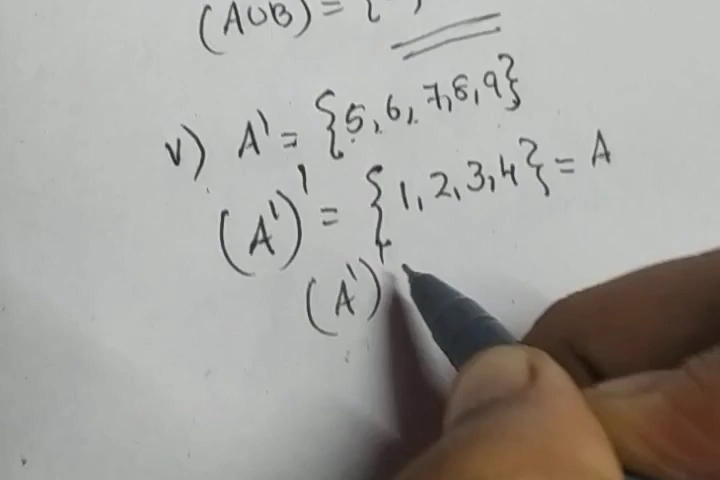 (A∪B) = {
v) A' = {5, 6, 7, 8, 9}
(A')' = {1, 2, 3, 4} = A
(A')'